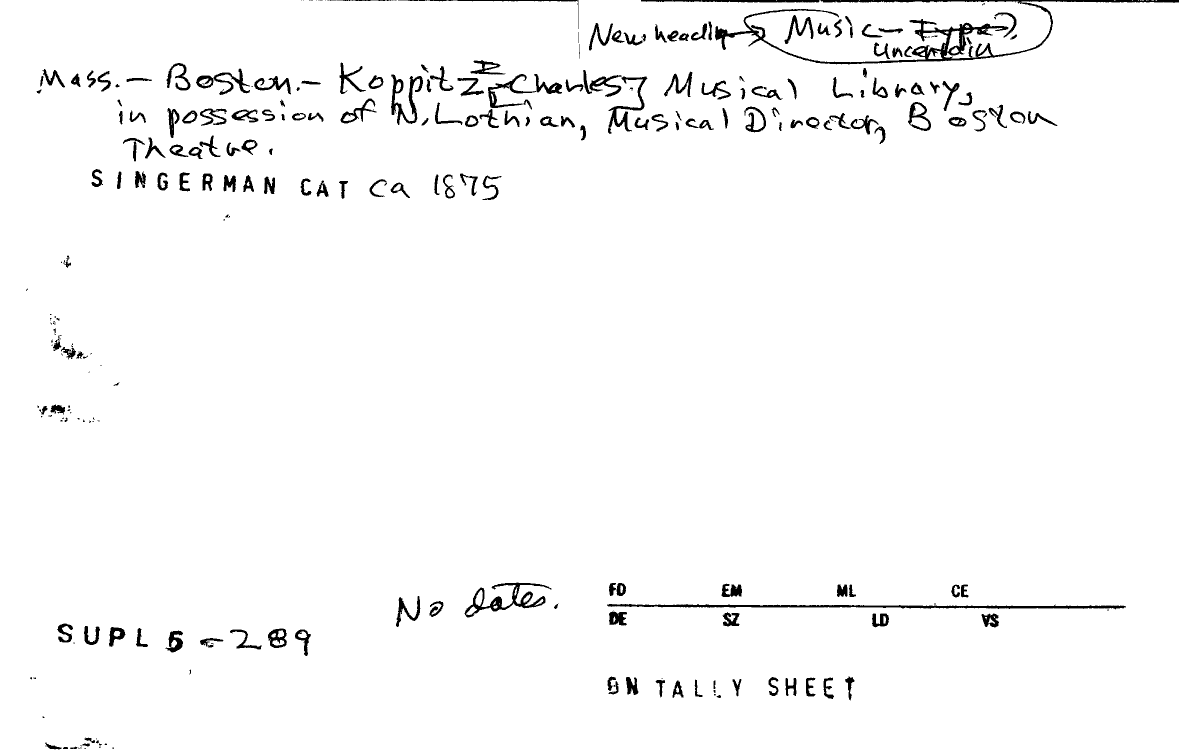 New heading → Music – Type?
uncertain
Mass. – Boston. – Koppitz, [Charles] Musical Library,
in possession of N. Lothian, Musical Director, Boston
Theatre.
SINGERMAN CAT ca 1875
No dates.
FD EM ML CE
DE SZ LD VS
SUPL 5 - 289
ON TALLY SHEET